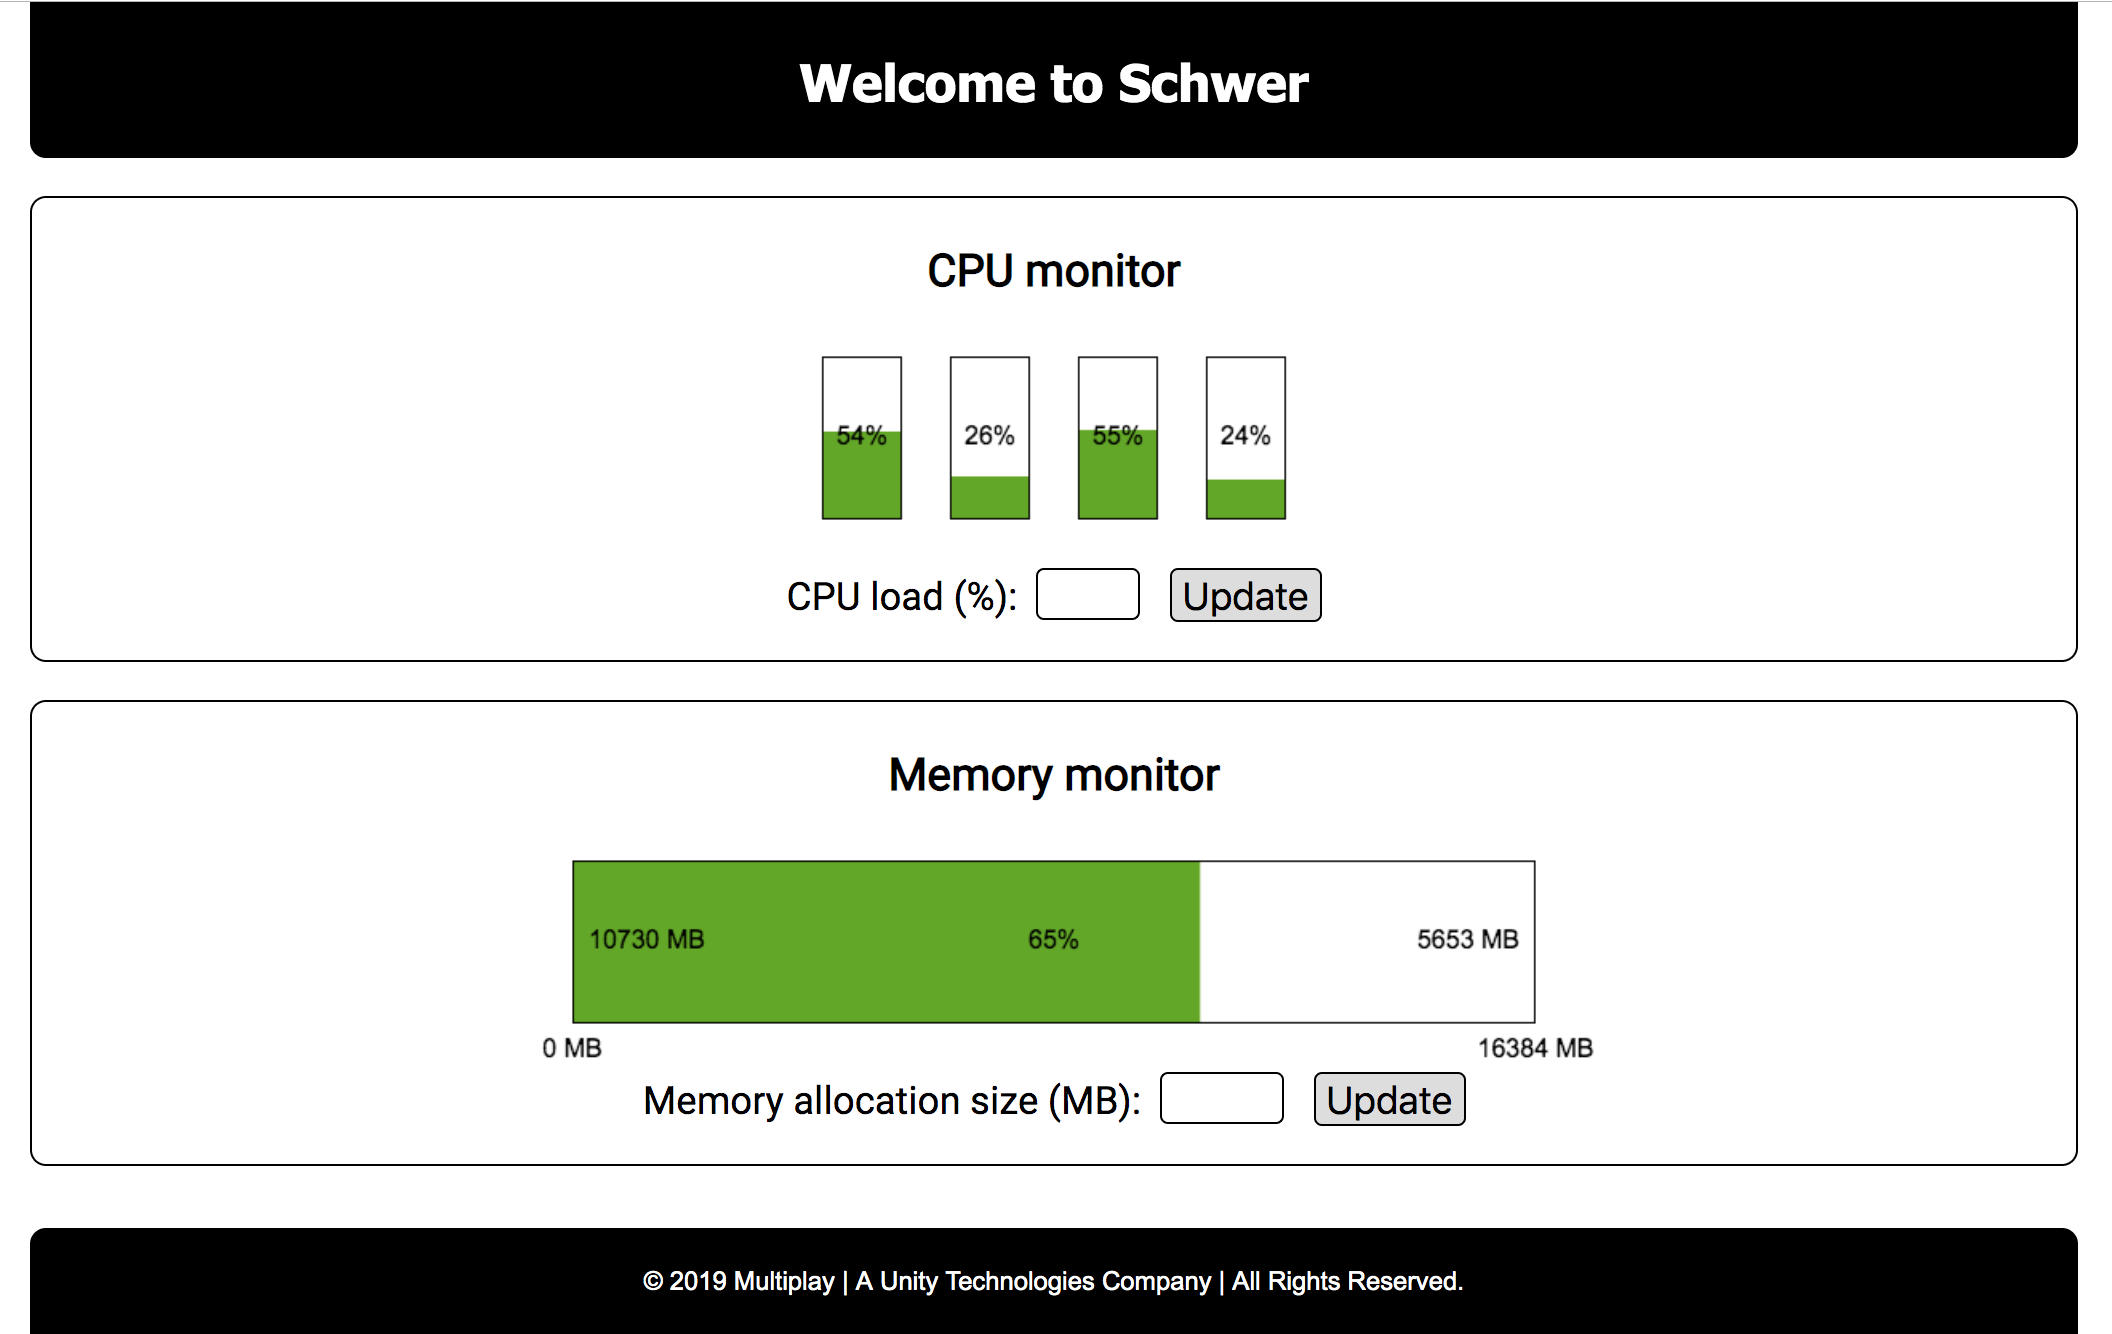 Welcome to Schwer
CPU monitor
54% 26% 55% 24%
CPU load (%): Update
Memory monitor
10730 MB 65% 5653 MB
0 MB 16384 MB
Memory allocation size (MB): Update
© 2019 Multiplay | A Unity Technologies Company | All Rights Reserved.